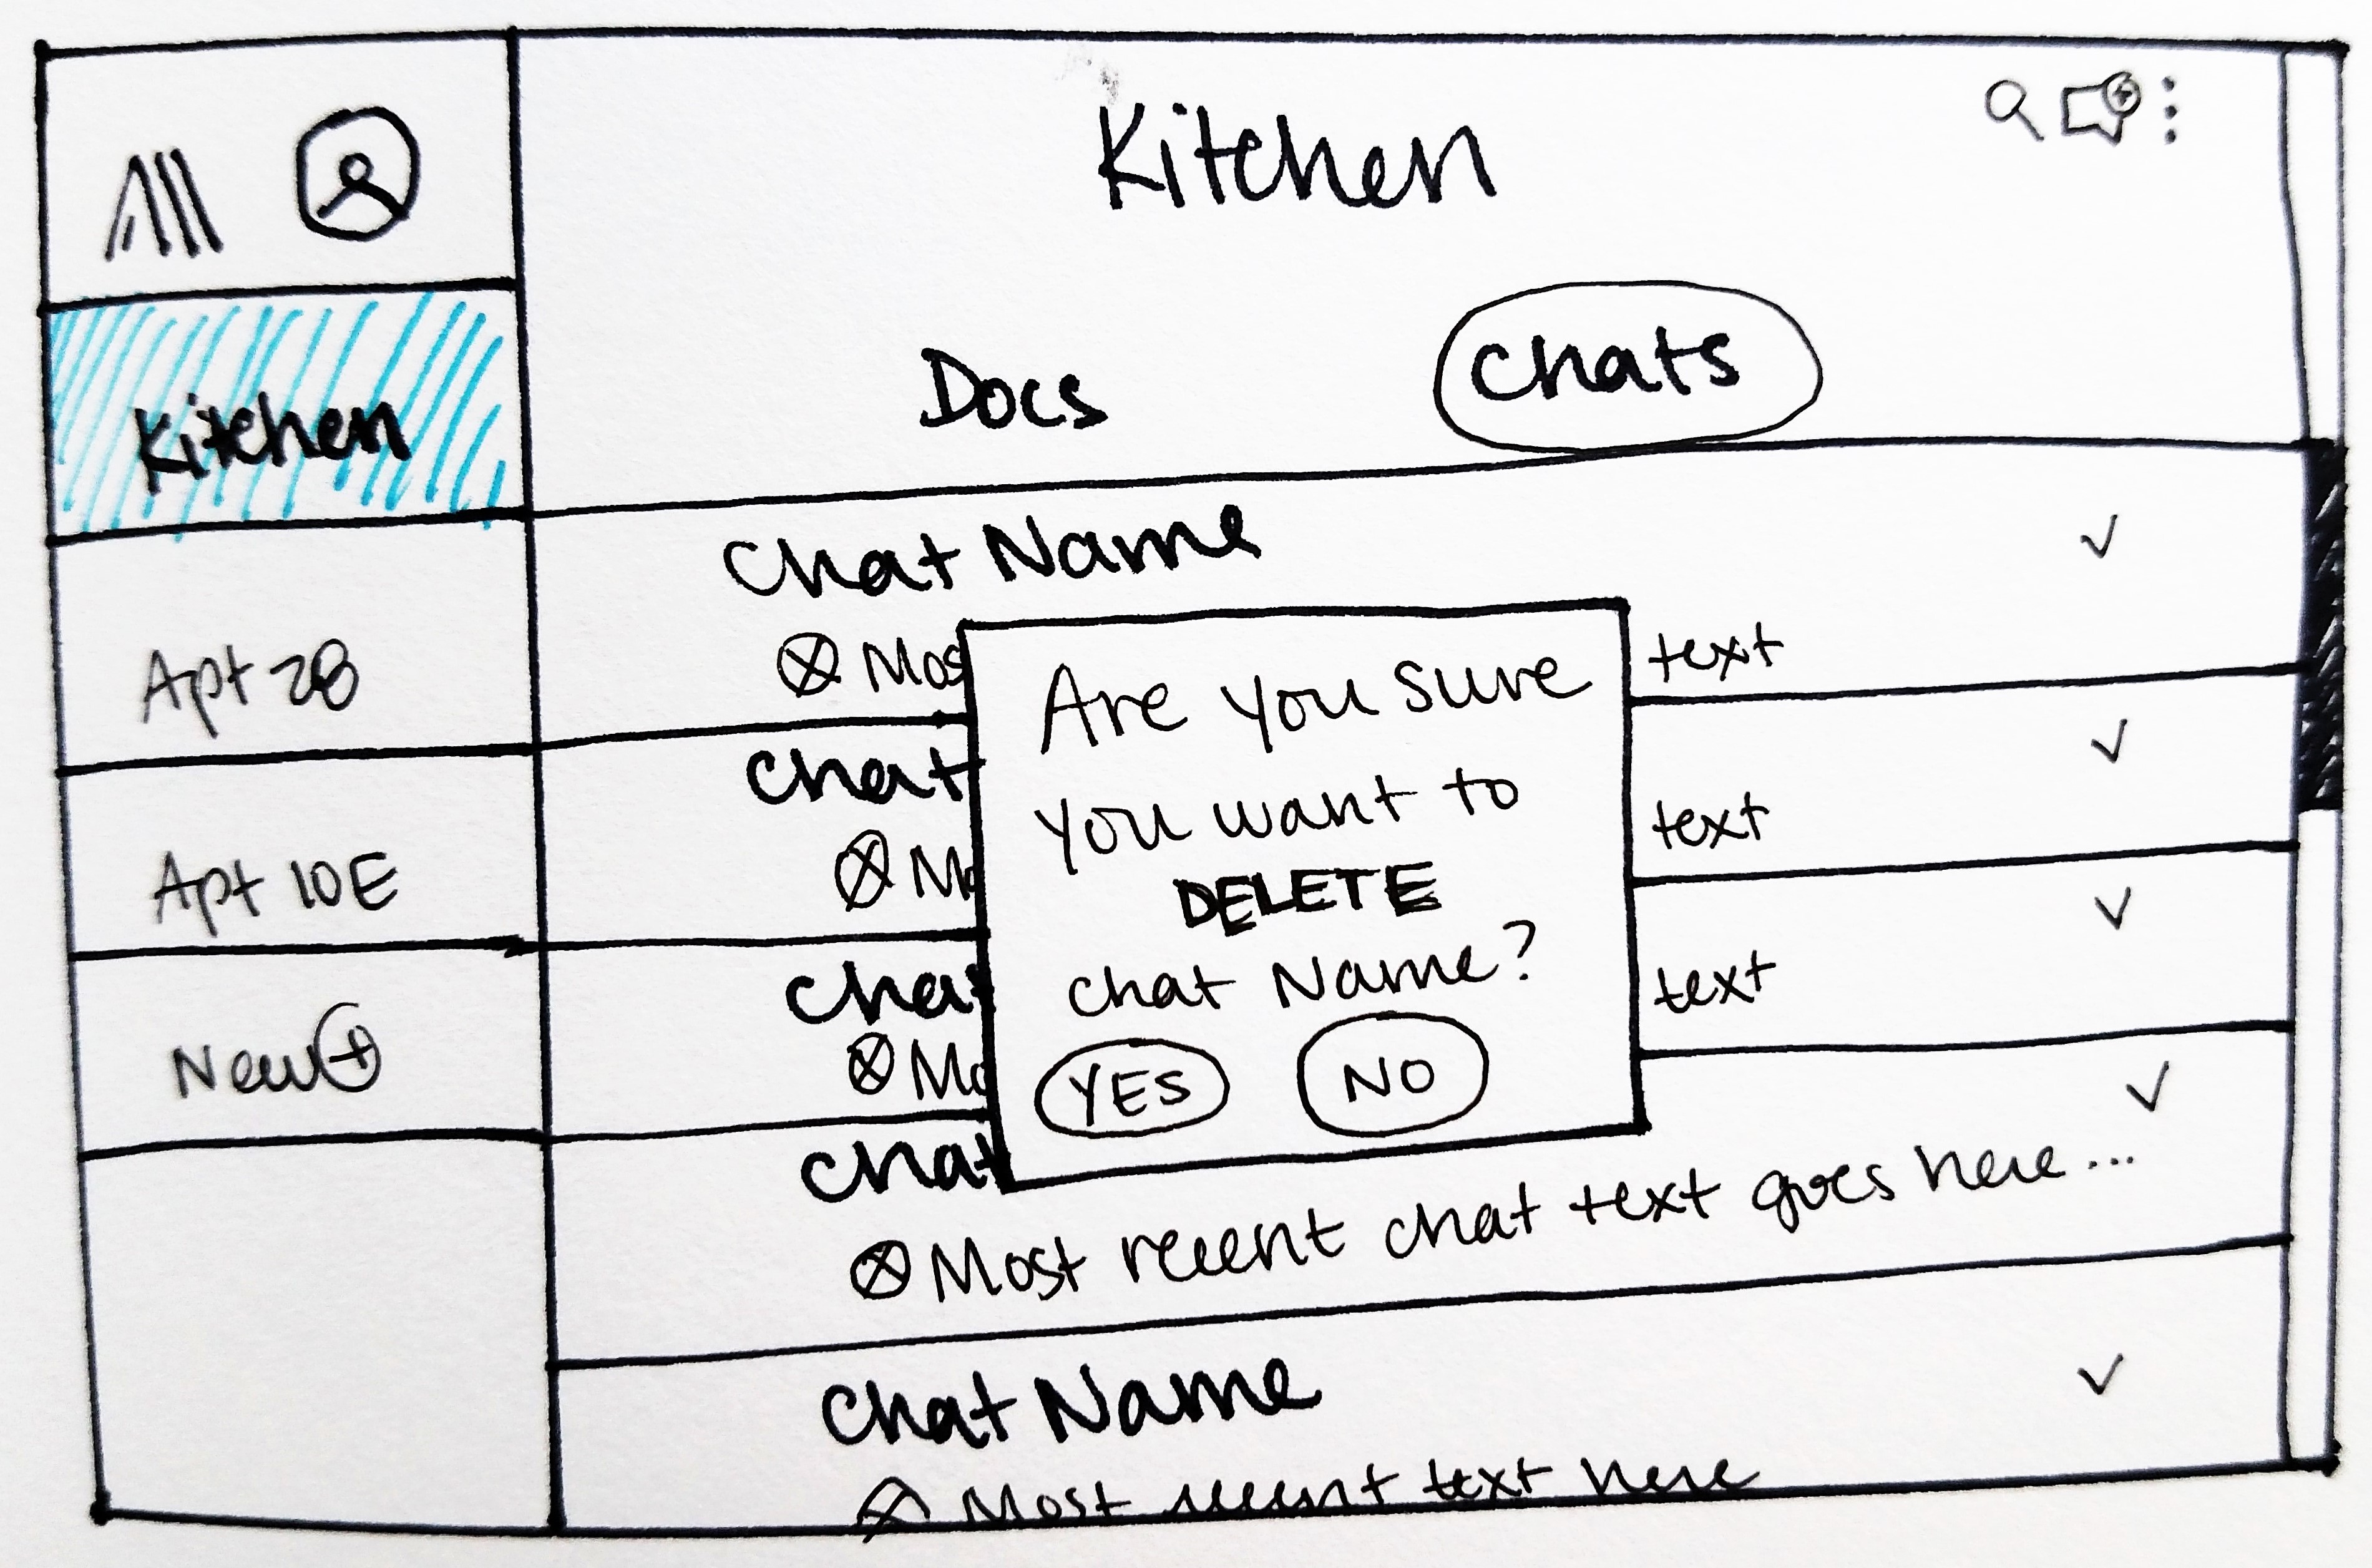 Kitchen
Docs
Chats
Kitchen
Apt 2B
Apt 10E
New
Chat Name
Mos
text
Chat
Mo
text
Chat
Mo
text
Chat
Most recent chat text goes here...
Chat Name
Most recent text here
Are you sure
you want to
DELETE
Chat Name?
YES
NO